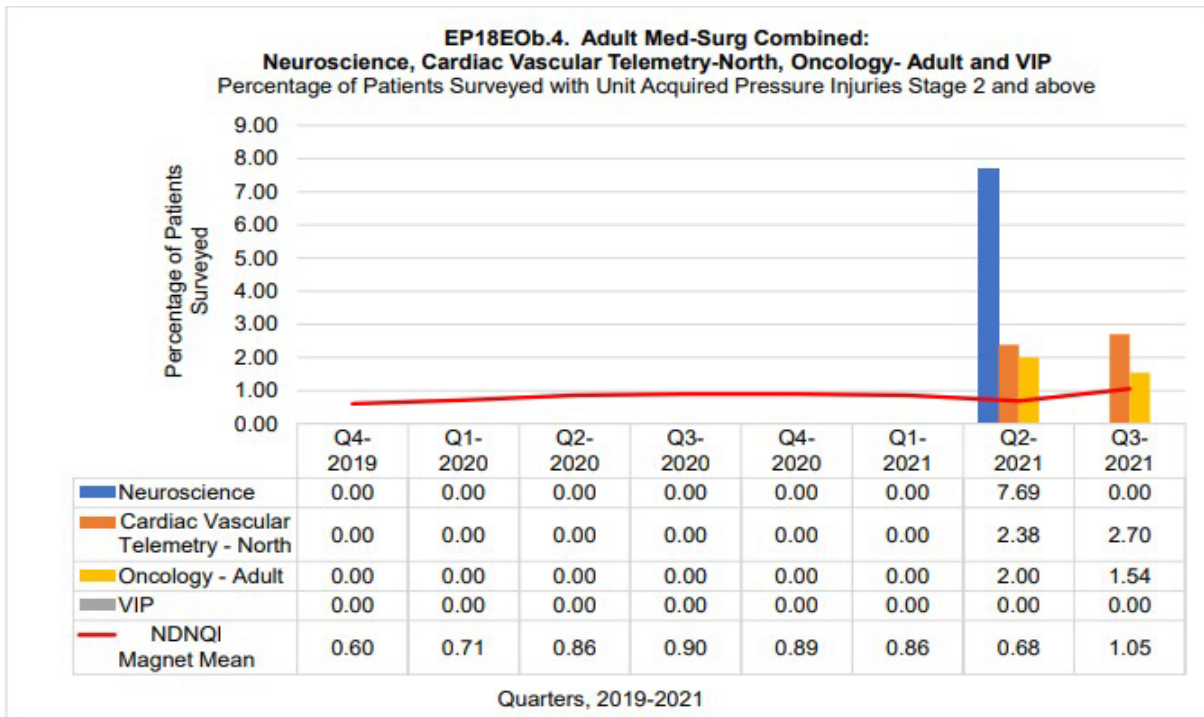 EP18EOb.4. Adult Med-Surg Combined:
Neuroscience, Cardiac Vascular Telemetry-North, Oncology- Adult and VIP
Percentage of Patients Surveyed with Unit Acquired Pressure Injuries Stage 2 and above
Percentage of Patients
Surveyed
9.00
8.00
7.00
6.00
5.00
4.00
3.00
2.00
1.00
0.00
Q4- Q1- Q2- Q3- Q4- Q1- Q2- Q3-
2019 2020 2020 2020 2020 2021 2021 2021
Neuroscience 0.00 0.00 0.00 0.00 0.00 0.00 7.69 0.00
Cardiac Vascular
Telemetry - North 0.00 0.00 0.00 0.00 0.00 0.00 2.38 2.70
Oncology - Adult 0.00 0.00 0.00 0.00 0.00 0.00 2.00 1.54
VIP 0.00 0.00 0.00 0.00 0.00 0.00 0.00 0.00
NDNQI
Magnet Mean 0.60 0.71 0.86 0.90 0.89 0.86 0.68 1.05
Quarters, 2019-2021